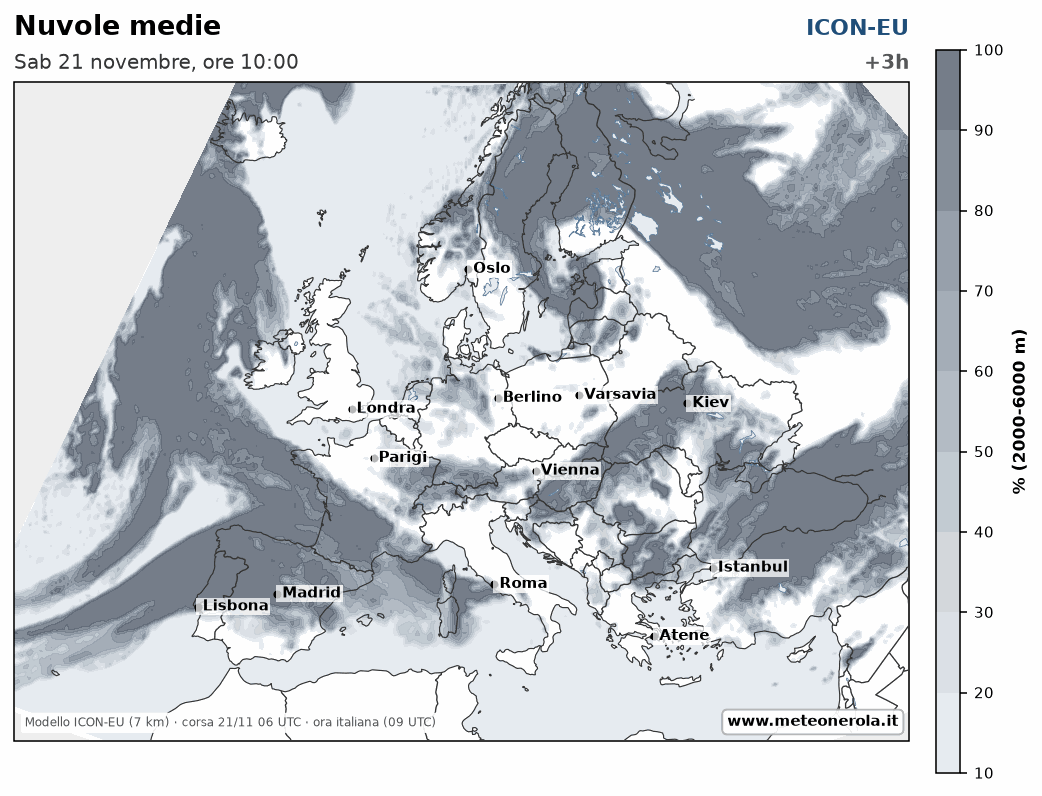 Nuvole medie
ICON-EU
Sab 21 novembre, ore 10:00
+3h
100
90
80
70
60
50
40
30
20
10
% (2000-6000 m)
Oslo
Berlino
Varsavia
Kiev
Londra
Parigi
Vienna
Istanbul
Roma
Madrid
Lisbona
Atene
Modello ICON-EU (7 km) · corsa 21/11 06 UTC · ora italiana (09 UTC)
www.meteonerola.it